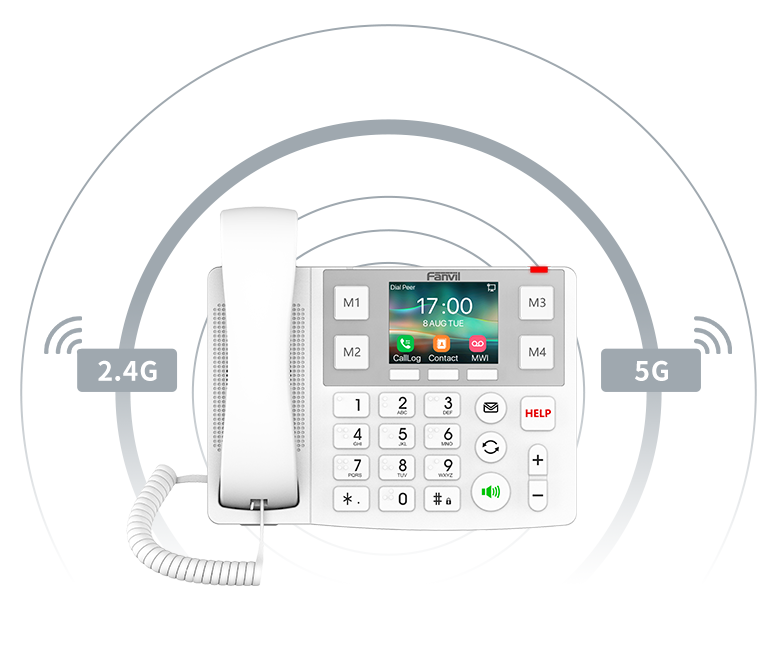 Fanvil
Dial Peer
17:00
8 AUG TUE
CallLog Contact MWI
M1
M2
M3
M4
2.4G
5G
1
2 ABC
3 DEF
4 GHI
5 JKL
6 MNO
7 PQRS
8 TUV
9 WXYZ
* .
0
#
HELP
+
−